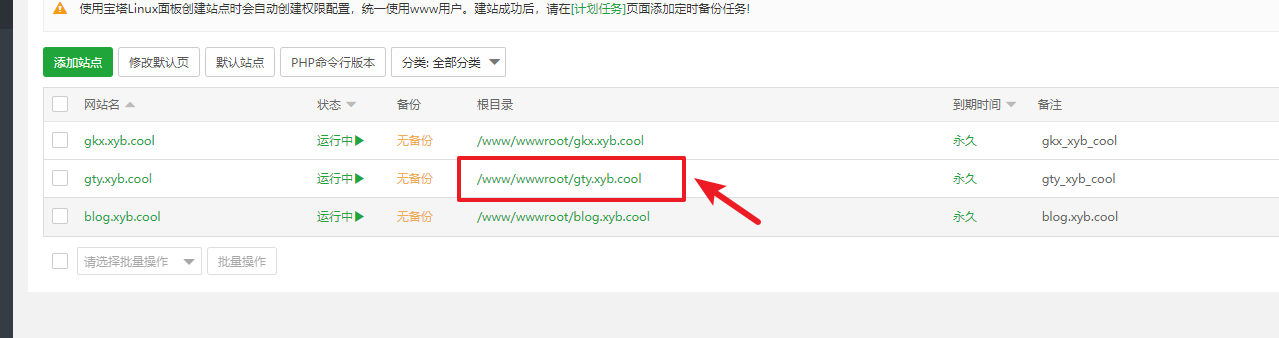 使用宝塔Linux面板创建站点时会自动创建权限配置，统一使用www用户。建站成功后，请在[计划任务]页面添加定时备份任务!
添加站点 修改默认页 默认站点 PHP命令行版本 分类: 全部分类
网站名 状态 备份 根目录 到期时间 备注
gkx.xyb.cool 运行中 无备份 /www/wwwroot/gkx.xyb.cool 永久 gkx_xyb_cool
gty.xyb.cool 运行中 无备份 /www/wwwroot/gty.xyb.cool 永久 gty_xyb_cool
blog.xyb.cool 运行中 无备份 /www/wwwroot/blog.xyb.cool 永久 blog.xyb.cool
请选择批量操作 批量操作